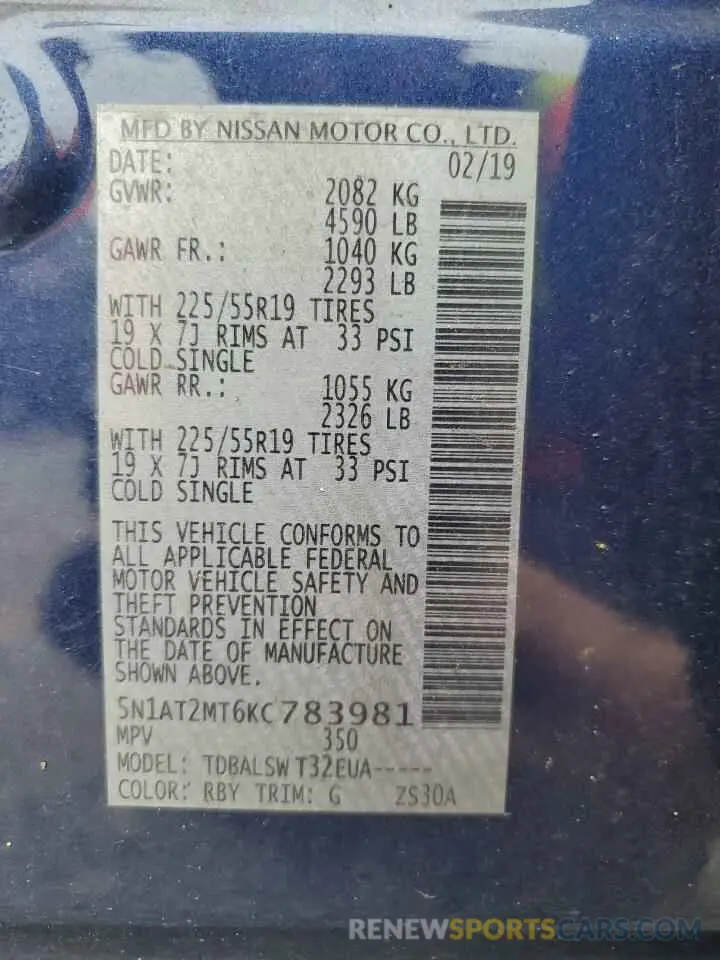 MFD BY NISSAN MOTOR CO., LTD.
DATE: 02/19
GVWR: 2082 KG
4590 LB
GAWR FR.: 1040 KG
2293 LB
WITH 225/55R19 TIRES
19 X 7J RIMS AT 33 PSI
COLD SINGLE
GAWR RR.: 1055 KG
2326 LB
WITH 225/55R19 TIRES
19 X 7J RIMS AT 33 PSI
COLD SINGLE
THIS VEHICLE CONFORMS TO
ALL APPLICABLE FEDERAL
MOTOR VEHICLE SAFETY AND
THEFT PREVENTION
STANDARDS IN EFFECT ON
THE DATE OF MANUFACTURE
SHOWN ABOVE.
5N1AT2MT6KC783981
MPV 350
MODEL: TDBALSW T32EUA-----
COLOR: RBY TRIM: G ZS30A
RENEWSPORTSCARS.COM